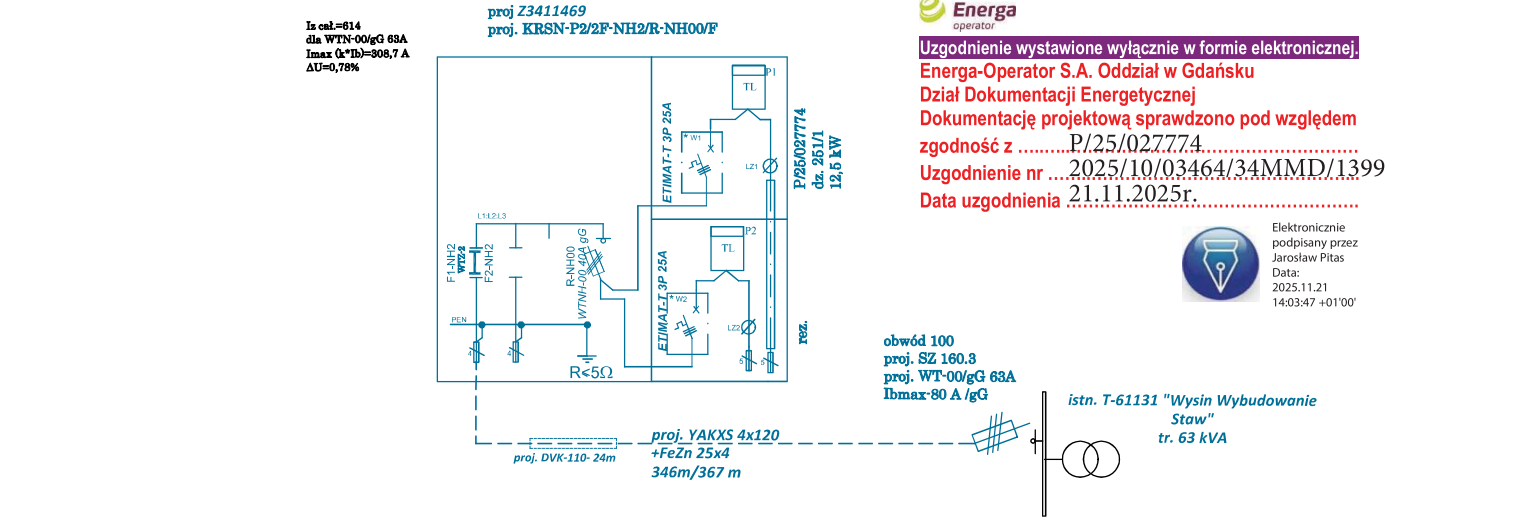 Iz cał.=614
dla WTN-00/gG 63A
Imax (k*Ib)=308,7 A
ΔU=0,78%
proj Z3411469
proj. KRSN-P2/2F-NH2/R-NH00/F
P1
TL
ETIMAT-T 3P 25A
* W1
LZ1
P/25/027774
dz. 251/1
12,5 kW
L1;L2;L3
F1-NH2
WTZ-2
F2-NH2
R-NH00
WTNH-00 40A gG
P2
TL
ETIMAT-T 3P 25A
* W2
LZ2
rez.
PEN
4
4
5
5
R⩽5Ω
proj. DVK-110- 24m
proj. YAKXS 4x120
+FeZn 25x4
346m/367 m
obwód 100
proj. SZ 160.3
proj. WT-00/gG 63A
Ibmax-80 A /gG
istn. T-61131 "Wysin Wybudowanie
Staw"
tr. 63 kVA
Energa
operator
Uzgodnienie wystawione wyłącznie w formie elektronicznej.
Energa-Operator S.A. Oddział w Gdańsku
Dział Dokumentacji Energetycznej
Dokumentację projektową sprawdzono pod względem
zgodność z ......... P/25/027774
Uzgodnienie nr .... 2025/10/03464/34MMD/1399
Data uzgodnienia 21.11.2025r.
Elektronicznie
podpisany przez
Jarosław Pitas
Data:
2025.11.21
14:03:47 +01'00'